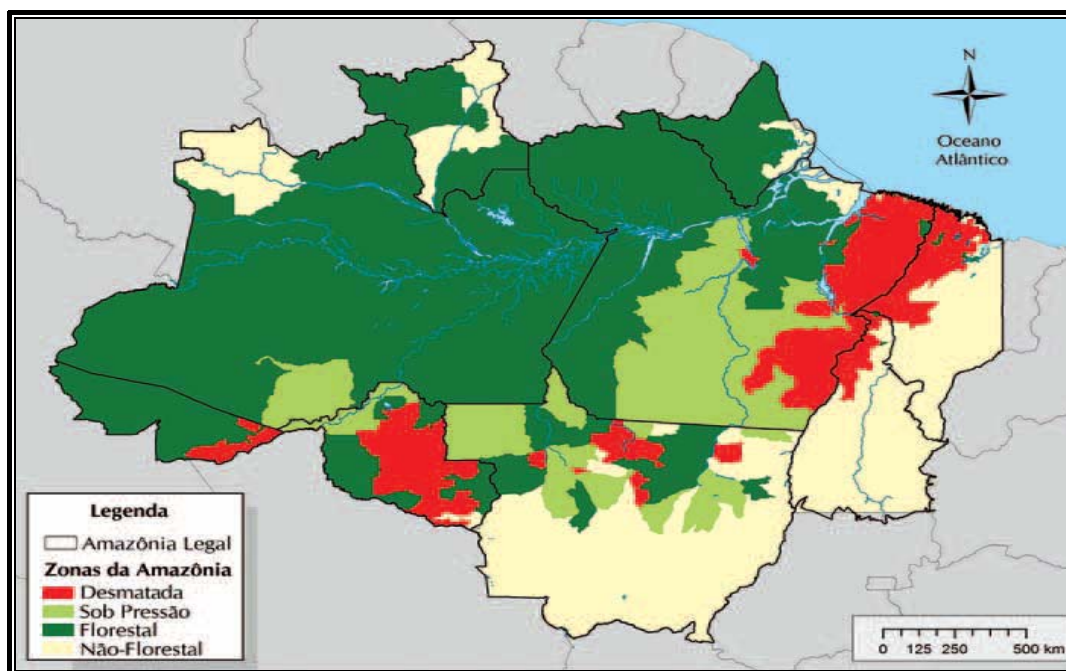 N
Oceano
Atlântico
Legenda
Amazônia Legal
Zonas da Amazônia
Desmatada
Sob Pressão
Florestal
Não-Florestal
0 125 250 500 km